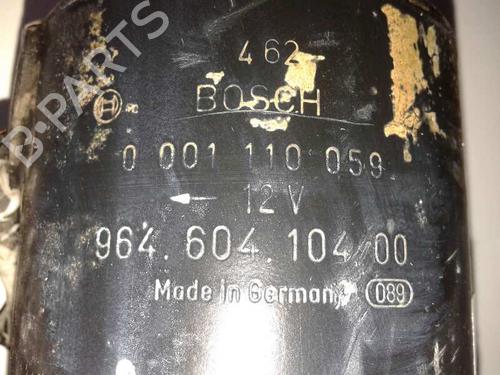 462
BOSCH
0 001 110 059
12 V
964.604.104 00
Made in Germany 089
B-PARTS